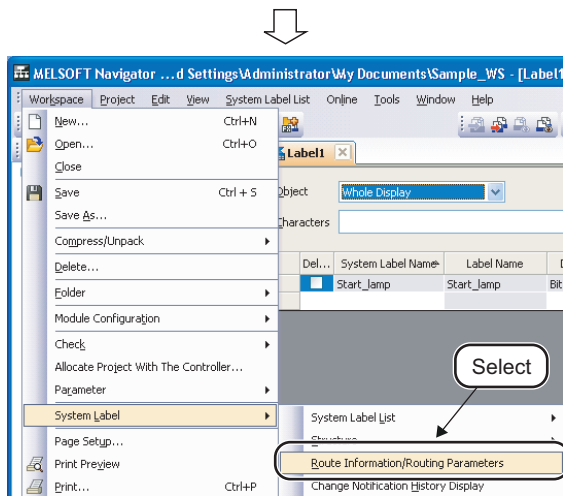 MELSOFT Navigator ...d Settings\Administrator\My Documents\Sample_WS - [Label1
Workspace Project Edit View System Label List Online Tools Window Help
New... Ctrl+N
Open... Ctrl+O
Close
Save Ctrl + S
Save As...
Compress/Unpack
Delete...
Folder
Module Configuration
Check
Allocate Project With The Controller...
Parameter
System Label
Page Setup...
Print Preview
Print... Ctrl+P
Label1
Object Whole Display
Characters
Del... System Label Name Label Name D
Start_lamp Start_lamp Bit
Select
System Label List
Structure
Route Information/Routing Parameters
Change Notification History Display